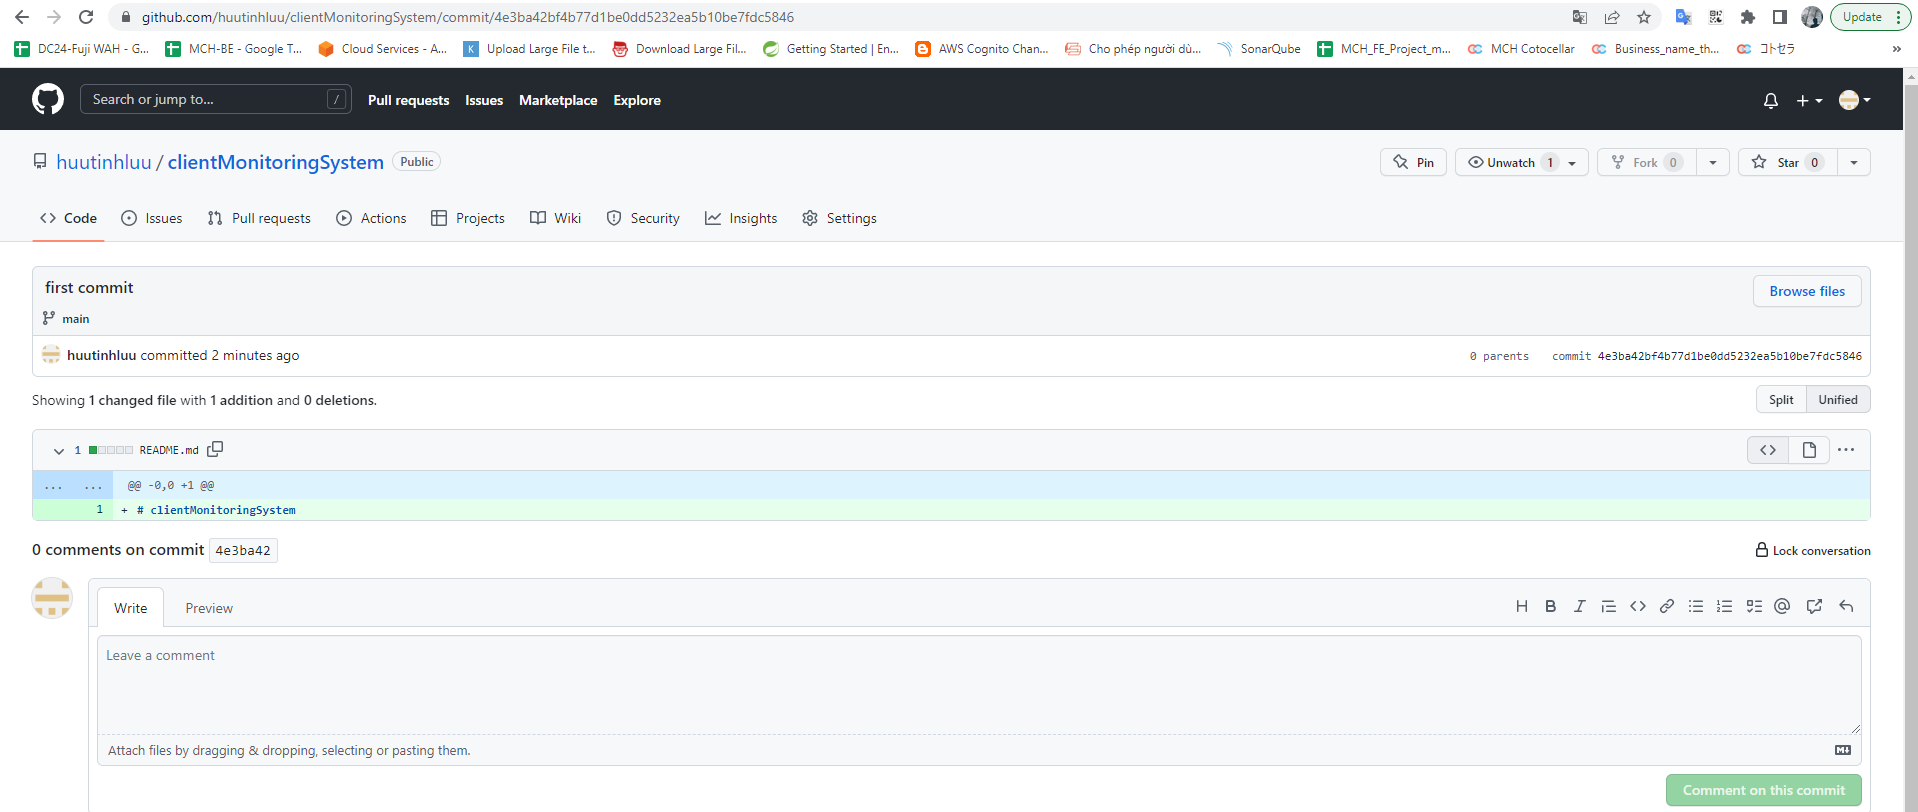 github.com/huutinhluu/clientMonitoringSystem/commit/4e3ba42bf4b77d1be0dd5232ea5b10be7fdc5846
Update
DC24-Fuji WAH - G...
MCH-BE - Google T...
Cloud Services - A...
Upload Large File t...
Download Large Fil...
Getting Started | En...
AWS Cognito Chan...
Cho phép người dù...
SonarQube
MCH_FE_Project_m...
MCH Cotocellar
Business_name_th...
コトセラ
»
Search or jump to...
/
Pull requests
Issues
Marketplace
Explore
huutinhluu / clientMonitoringSystem
Public
Pin
Unwatch 1
Fork 0
Star 0
Code
Issues
Pull requests
Actions
Projects
Wiki
Security
Insights
Settings
first commit
Browse files
main
huutinhluu committed 2 minutes ago
0 parents commit 4e3ba42bf4b77d1be0dd5232ea5b10be7fdc5846
Showing 1 changed file with 1 addition and 0 deletions.
Split
Unified
1 README.md
... ... @@ -0,0 +1 @@
1 + # clientMonitoringSystem
0 comments on commit 4e3ba42
Lock conversation
Write
Preview
Leave a comment
Attach files by dragging & dropping, selecting or pasting them.
Comment on this commit